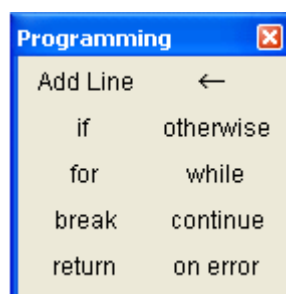 Programming
Add Line ←
if otherwise
for while
break continue
return on error